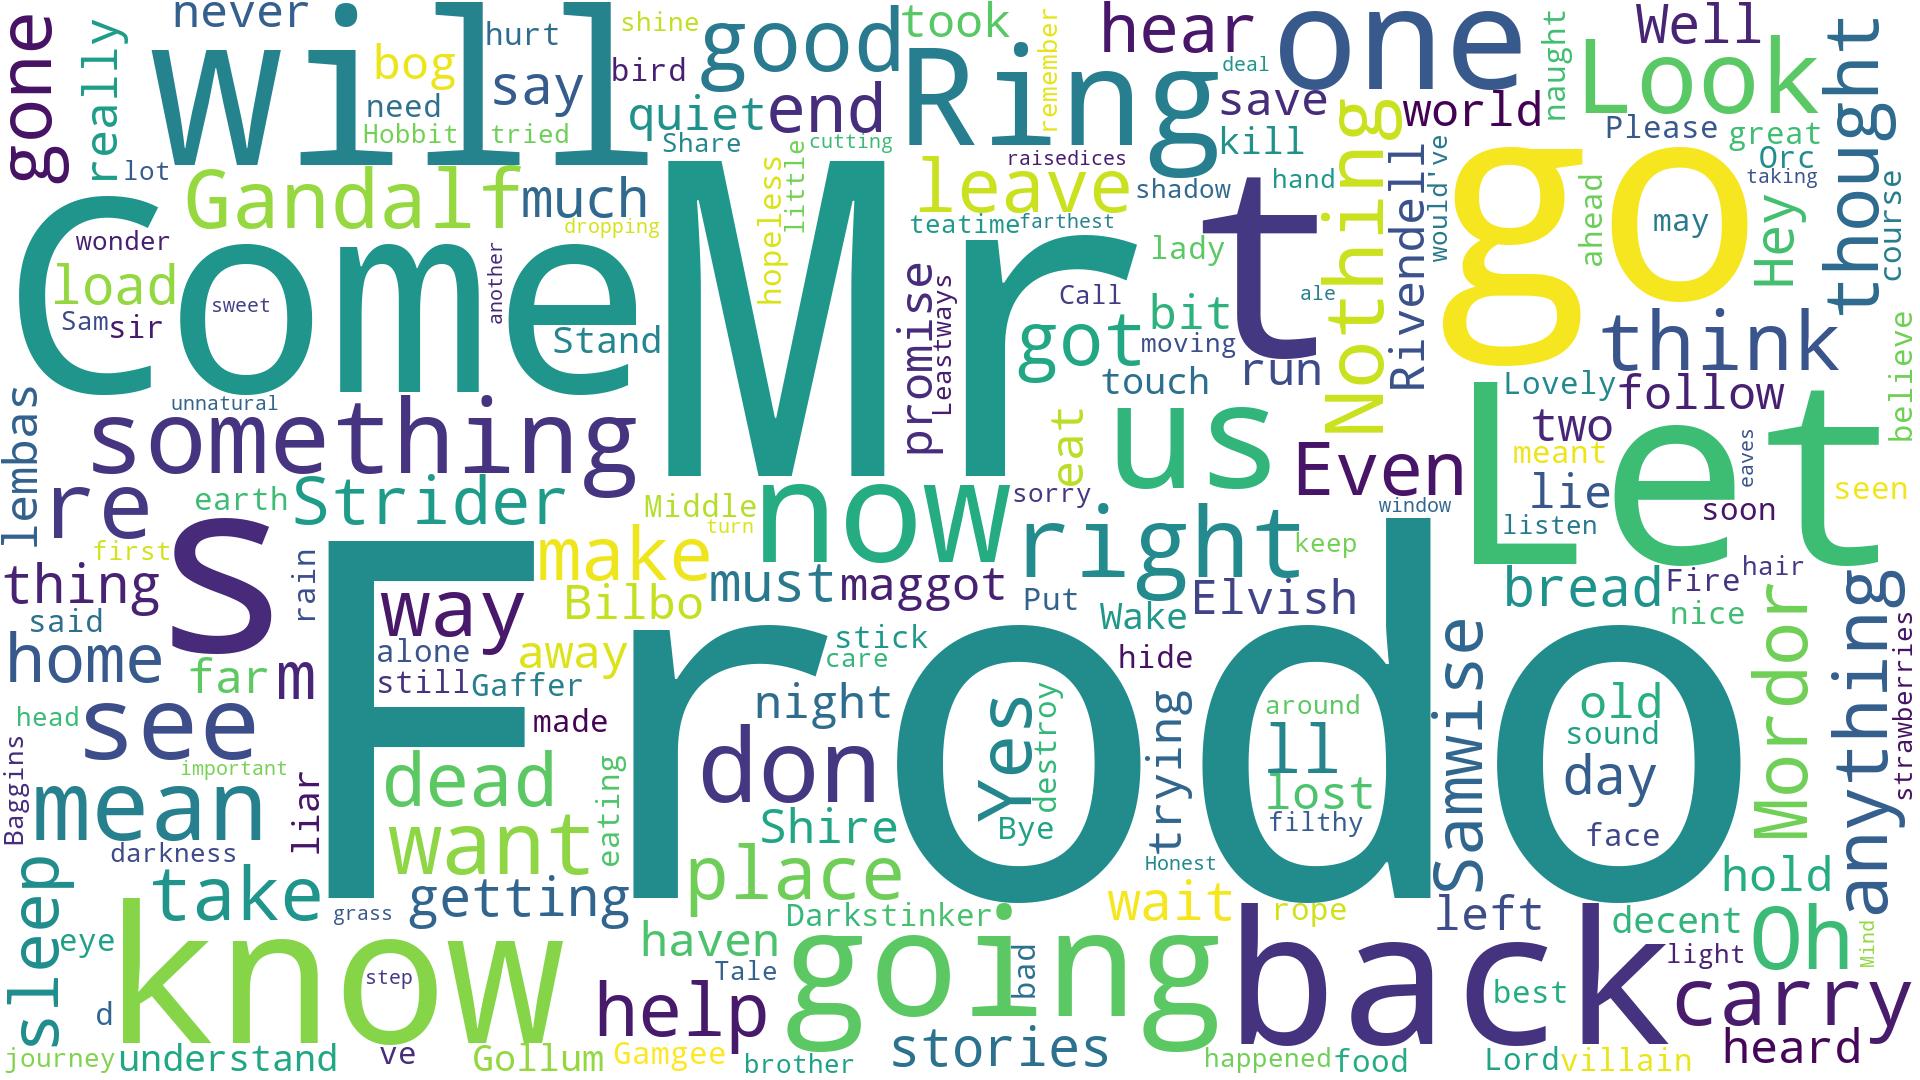 never
shine
took
hear
one
Well
gone
really
will
bog
hurt
say
bird
good
Ring
remember
deal
naught
Look
thought
need
Hobbit
tried
quiet
end
save
world
Nothing
Please
great
lot
Share
cutting
kill
would've
Orc
taking
course
Gandalf
much
dropping
hopeless
little
raisedices
leave
shadow
hand
teatime
farthest
Rivendell
go
may
ahead
Hey
Come
wonder
load
Sam
sir
sweet
another
Stand
Mr
promise
Leastways
lady
Call
got
bit
moving
t
ale
touch
run
think
believe
lembas
unnatural
something
eat
us
Even
Lovely
follow
two
meant
Let
eaves
seen
re
earth
Strider
Middle
turn
now
sorry
right
keep
window
lie
listen
soon
first
thing
s
rain
make
Bilbo
must
maggot
Put
Wake
Elvish
bread
Fire
hair
nice
said
home
far
m
way
alone
still
Gaffer
away
stick
care
hide
Samwise
Mordor
anything
strawberries
head
see
made
night
Frodo
Yes
destroy
trying
around
old
sound
Baggins
important
mean
liar
dead
eating
don
ll
lost
filthy
day
face
darkness
want
Shire
Bye
Honest
sleep
take
grass
getting
place
wait
rope
left
hold
eye
Darkstinker
decent
Oh
Mind
d
know
step
haven
Tale
going
bad
back
light
best
help
carry
journey
understand
ve
Gollum
Gamgee
brother
stories
happened
food
Lord
villain
heard